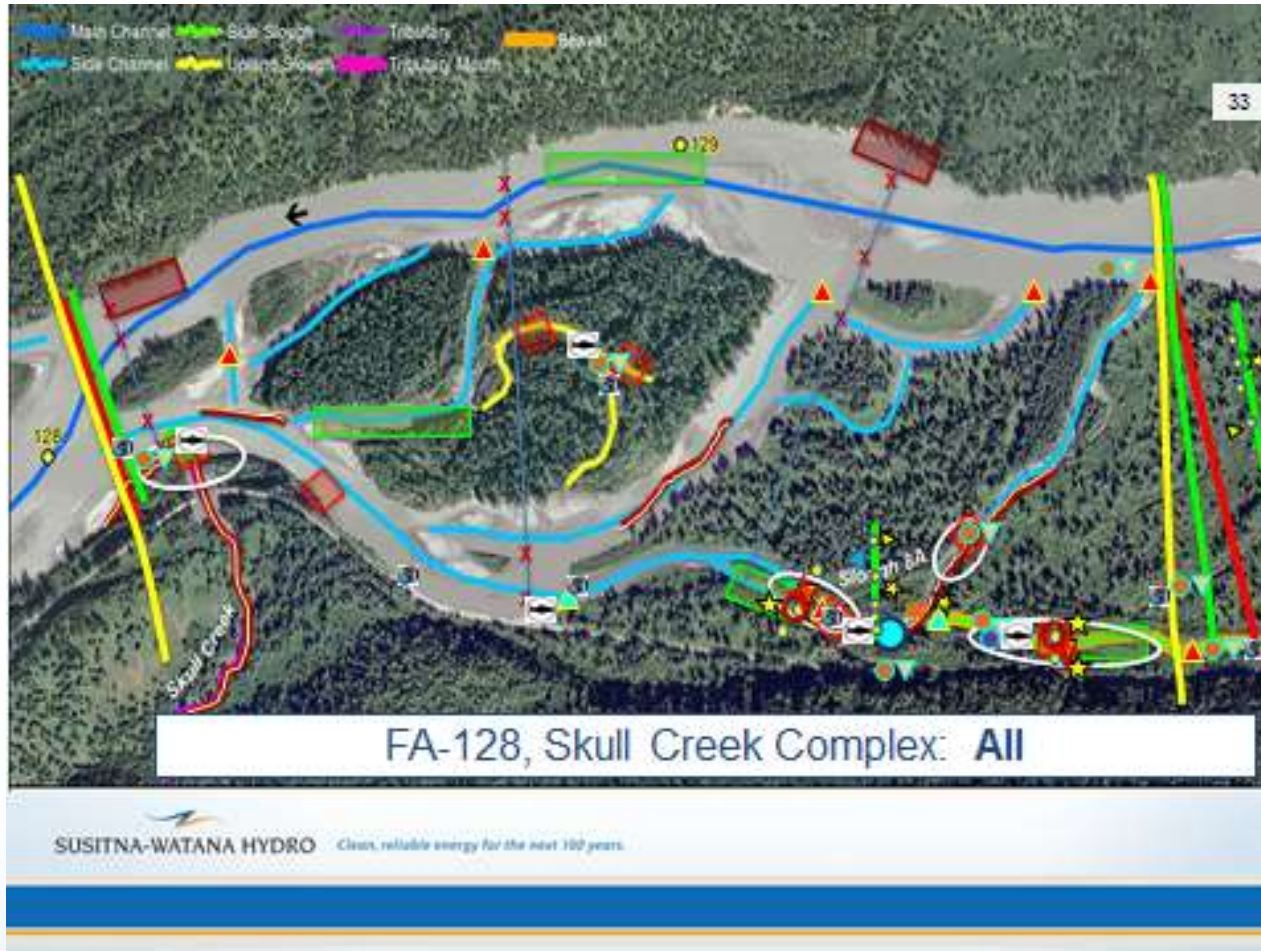 Main Channel Side Slough Tributary Beaver
Side Channel Upland Slough Tributary Mouth
33
129
128
Slough 8A
Skull Creek
FA-128, Skull Creek Complex: All
SUSITNA-WATANA HYDRO Clean, reliable energy for the next 100 years.